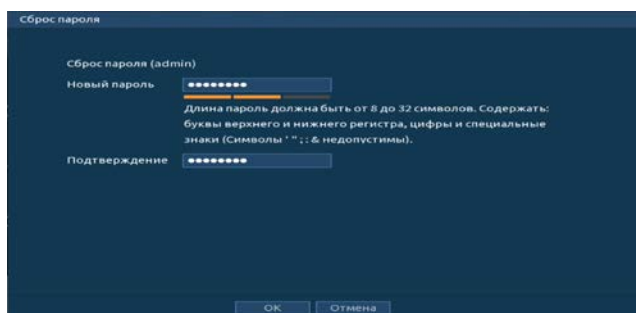 Сброс пароля
Сброс пароля (admin)
Новый пароль ●●●●●●●●
Длина пароль должна быть от 8 до 32 символов. Содержать:
буквы верхнего и нижнего регистра, цифры и специальные
знаки (Символы ' " ; : & недопустимы).
Подтверждение ●●●●●●●●
ОК Отмена